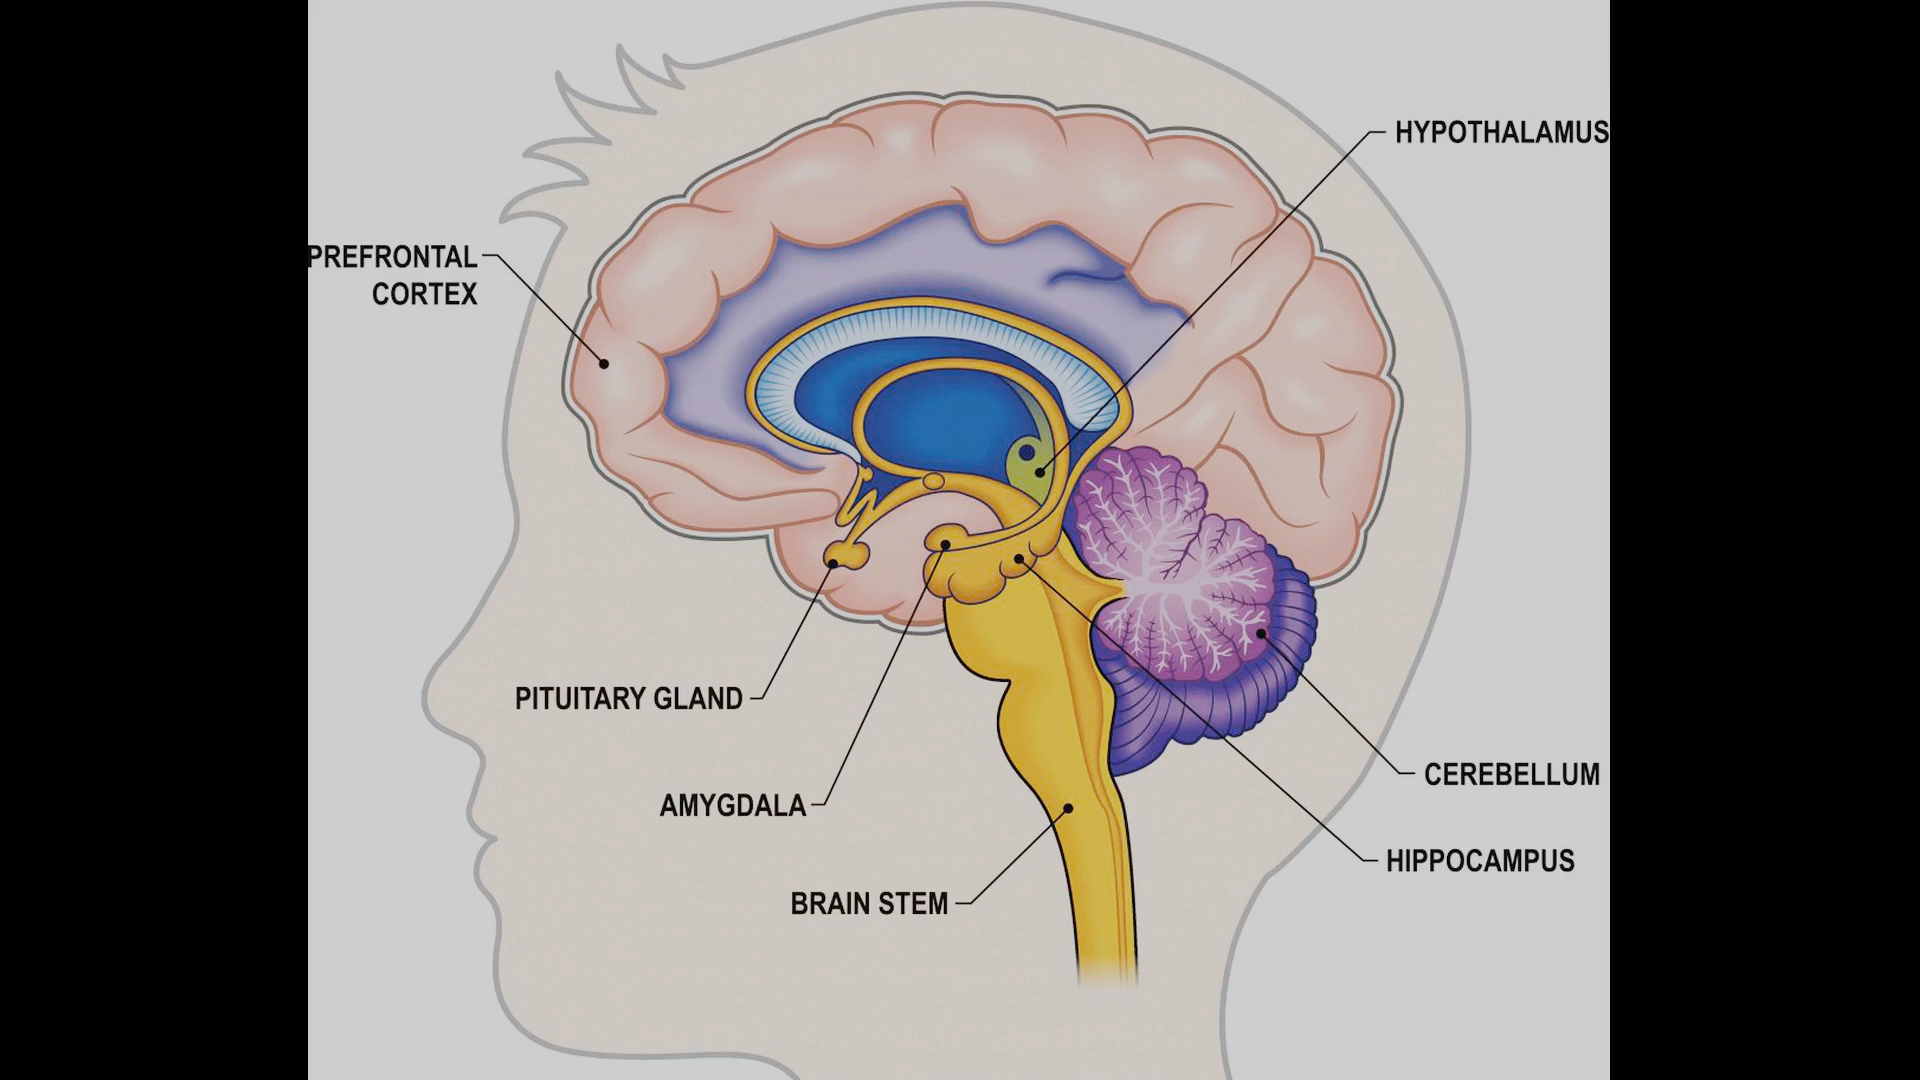 HYPOTHALAMUS
PREFRONTAL
CORTEX
PITUITARY GLAND
CEREBELLUM
AMYGDALA
HIPPOCAMPUS
BRAIN STEM